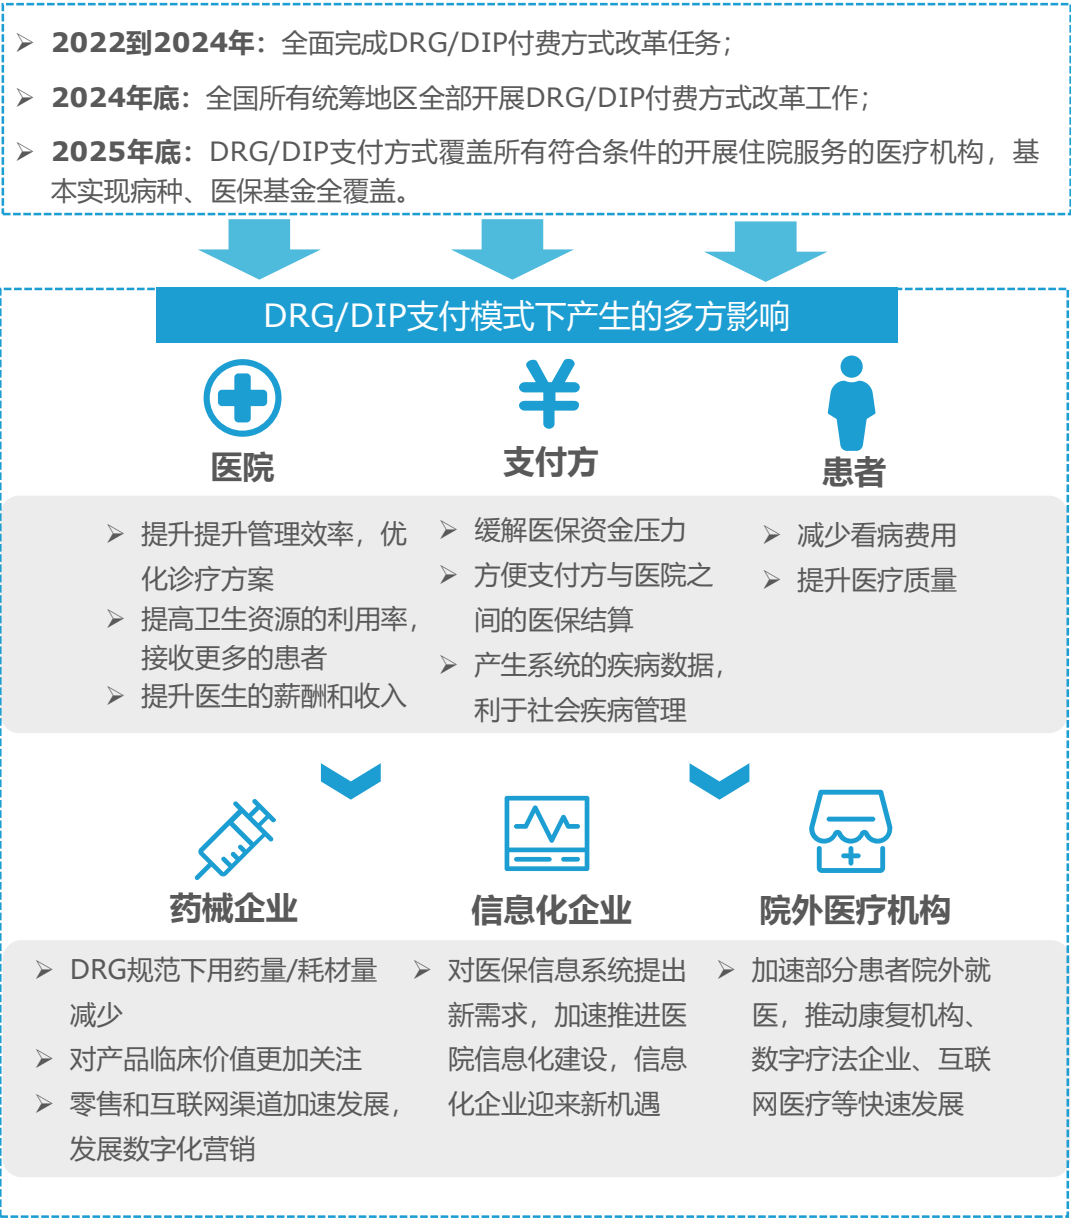 2022到2024年：全面完成DRG/DIP付费方式改革任务；
2024年底：全国所有统筹地区全部开展DRG/DIP付费方式改革工作；
2025年底：DRG/DIP支付方式覆盖所有符合条件的开展住院服务的医疗机构，基
本实现病种、医保基金全覆盖。
DRG/DIP支付模式下产生的多方影响
医院
提升提升管理效率，优
化诊疗方案
提高卫生资源的利用率，
接收更多的患者
提升医生的薪酬和收入
支付方
缓解医保资金压力
方便支付方与医院之
间的医保结算
产生系统的疾病数据，
利于社会疾病管理
患者
减少看病费用
提升医疗质量
药械企业
DRG规范下用药量/耗材量
减少
对产品临床价值更加关注
零售和互联网渠道加速发展，
发展数字化营销
信息化企业
对医保信息系统提出
新需求，加速推进医
院信息化建设，信息
化企业迎来新机遇
院外医疗机构
加速部分患者院外就
医，推动康复机构、
数字疗法企业、互联
网医疗等快速发展